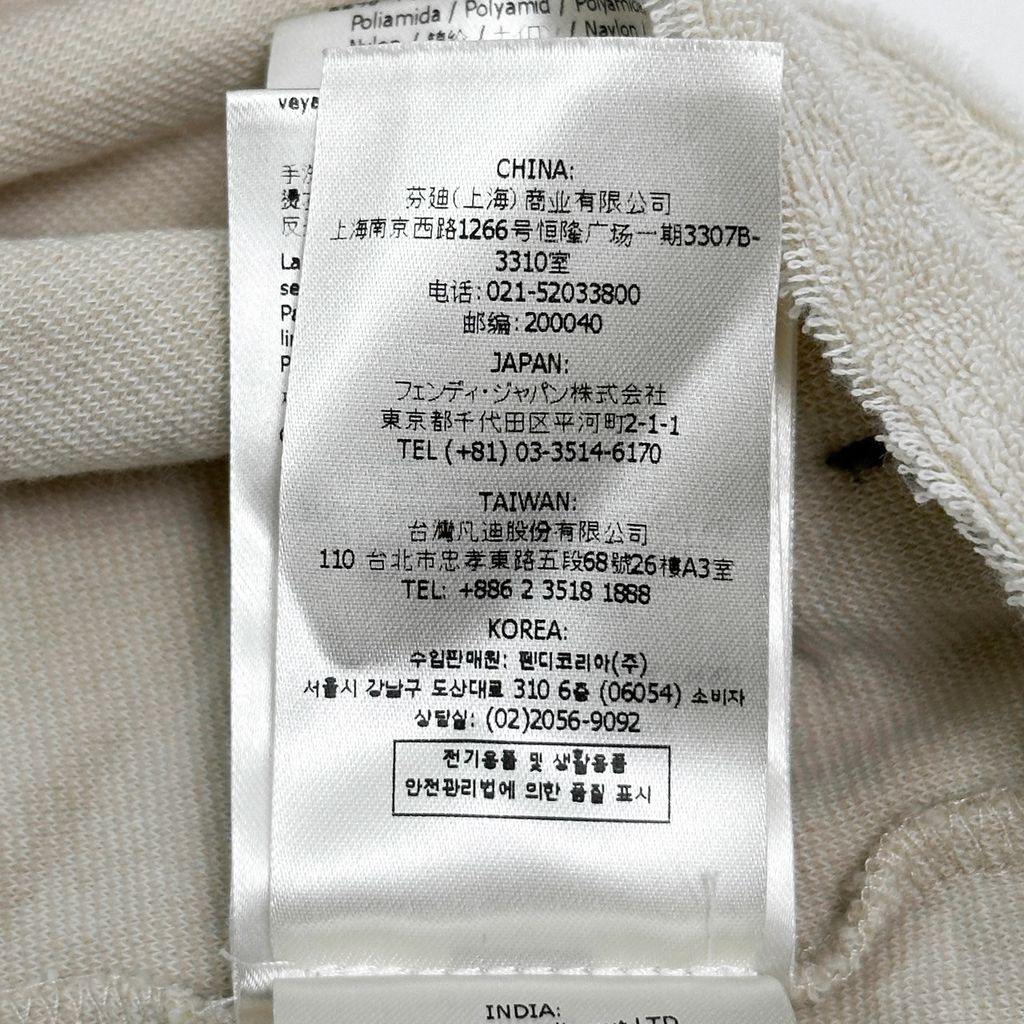 Poliamida / Polyamid / Polyamide
CHINA:
芬迪(上海)商业有限公司
上海南京西路1266号恒隆广场一期3307B-
3310室
电话:021-52033800
邮编:200040
JAPAN:
フェンディ・ジャパン株式会社
東京都千代田区平河町2-1-1
TEL (+81) 03-3514-6170
TAIWAN:
台灣凡迪股份有限公司
110 台北市忠孝東路五段68號26樓A3室
TEL: +886 2 3518 1888
KOREA:
수입판매원: 펜디코리아(주)
서울시 강남구 도산대로 310 6층 (06054) 소비자
상담실: (02)2056-9092
전기용품 및 생활용품
안전관리법에 의한 품질 표시
INDIA: